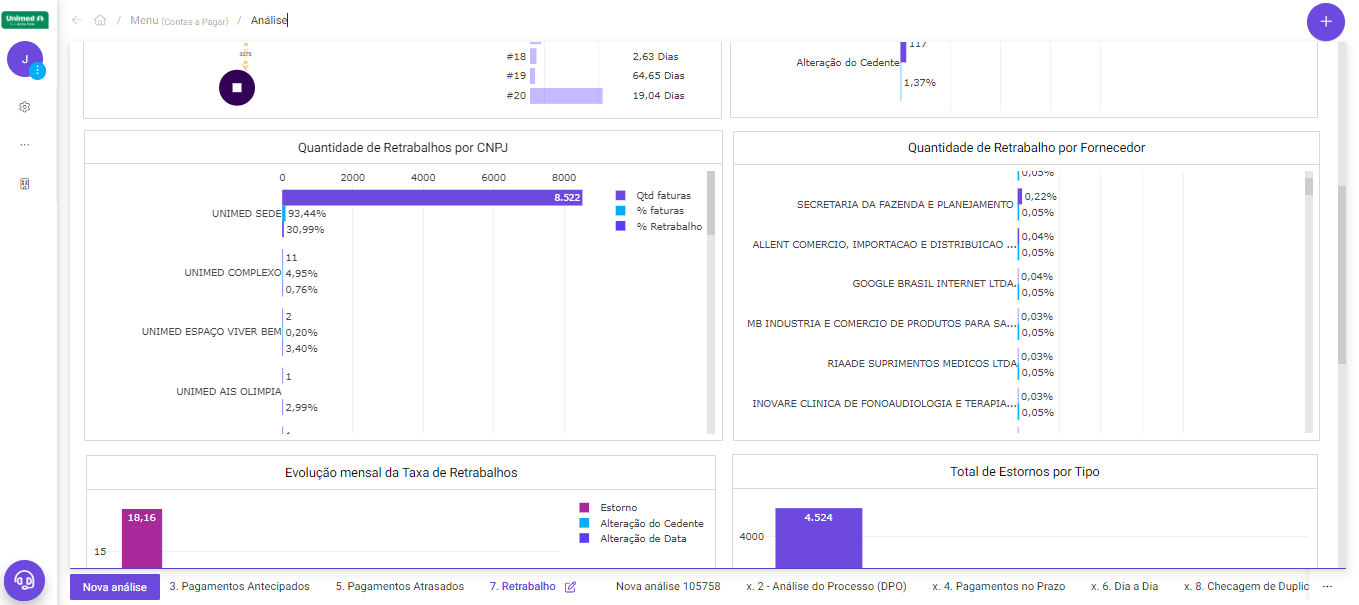 Unimed
← / Menu (Contas a Pagar) / Análise
+
J
3275
#18 2,63 Dias
#19 64,65 Dias
#20 19,04 Dias
117
Alteração do Cedente
1,37%
Quantidade de Retrabalhos por CNPJ
0 2000 4000 6000 8000
8.522
UNIMED SEDE 93,44%
30,99%
11
UNIMED COMPLEXO 4,95%
0,76%
2
UNIMED ESPAÇO VIVER BEM 0,20%
3,40%
1
UNIMED AIS OLIMPIA
2,99%
1
Qtd faturas
% faturas
% Retrabalho
Quantidade de Retrabalho por Fornecedor
0,05%
0,22%
SECRETARIA DA FAZENDA E PLANEJAMENTO
0,05%
0,04%
ALLENT COMERCIO, IMPORTACAO E DISTRIBUICAO ...
0,05%
0,04%
GOOGLE BRASIL INTERNET LTDA.
0,05%
0,03%
MB INDUSTRIA E COMERCIO DE PRODUTOS PARA SA...
0,05%
0,03%
RIAADE SUPRIMENTOS MEDICOS LTDA
0,05%
0,03%
INOVARE CLINICA DE FONOAUDIOLOGIA E TERAPIA...
0,05%
Evolução mensal da Taxa de Retrabalhos
18,16
15
Estorno
Alteração do Cedente
Alteração de Data
Total de Estornos por Tipo
4.524
4000
Nova análise 3. Pagamentos Antecipados 5. Pagamentos Atrasados 7. Retrabalho Nova análise 105758 x. 2 - Análise do Processo (DPO) x. 4. Pagamentos no Prazo x. 6. Dia a Dia x. 8. Checagem de Duplic ...